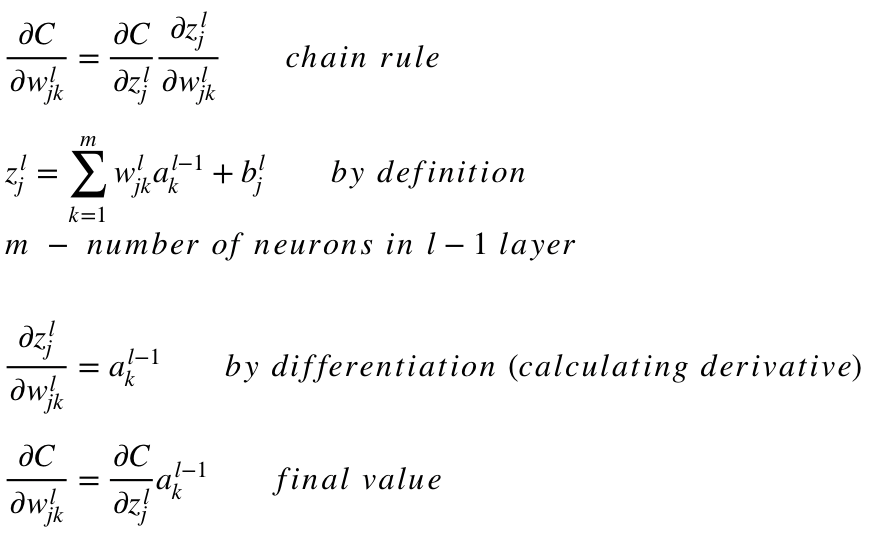 ∂C/∂w^l_{jk} = ∂C/∂z^l_j ∂z^l_j/∂w^l_{jk} chain rule
z^l_j = ∑_{k=1}^{m} w^l_{jk} a^{l−1}_k + b^l_j by definition
m − number of neurons in l − 1 layer
∂z^l_j/∂w^l_{jk} = a^{l−1}_k by differentiation (calculating derivative)
∂C/∂w^l_{jk} = ∂C/∂z^l_j a^{l−1}_k final value